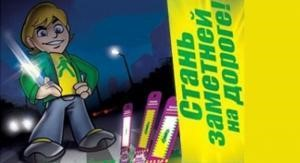 Стань
заметней
на дороге!